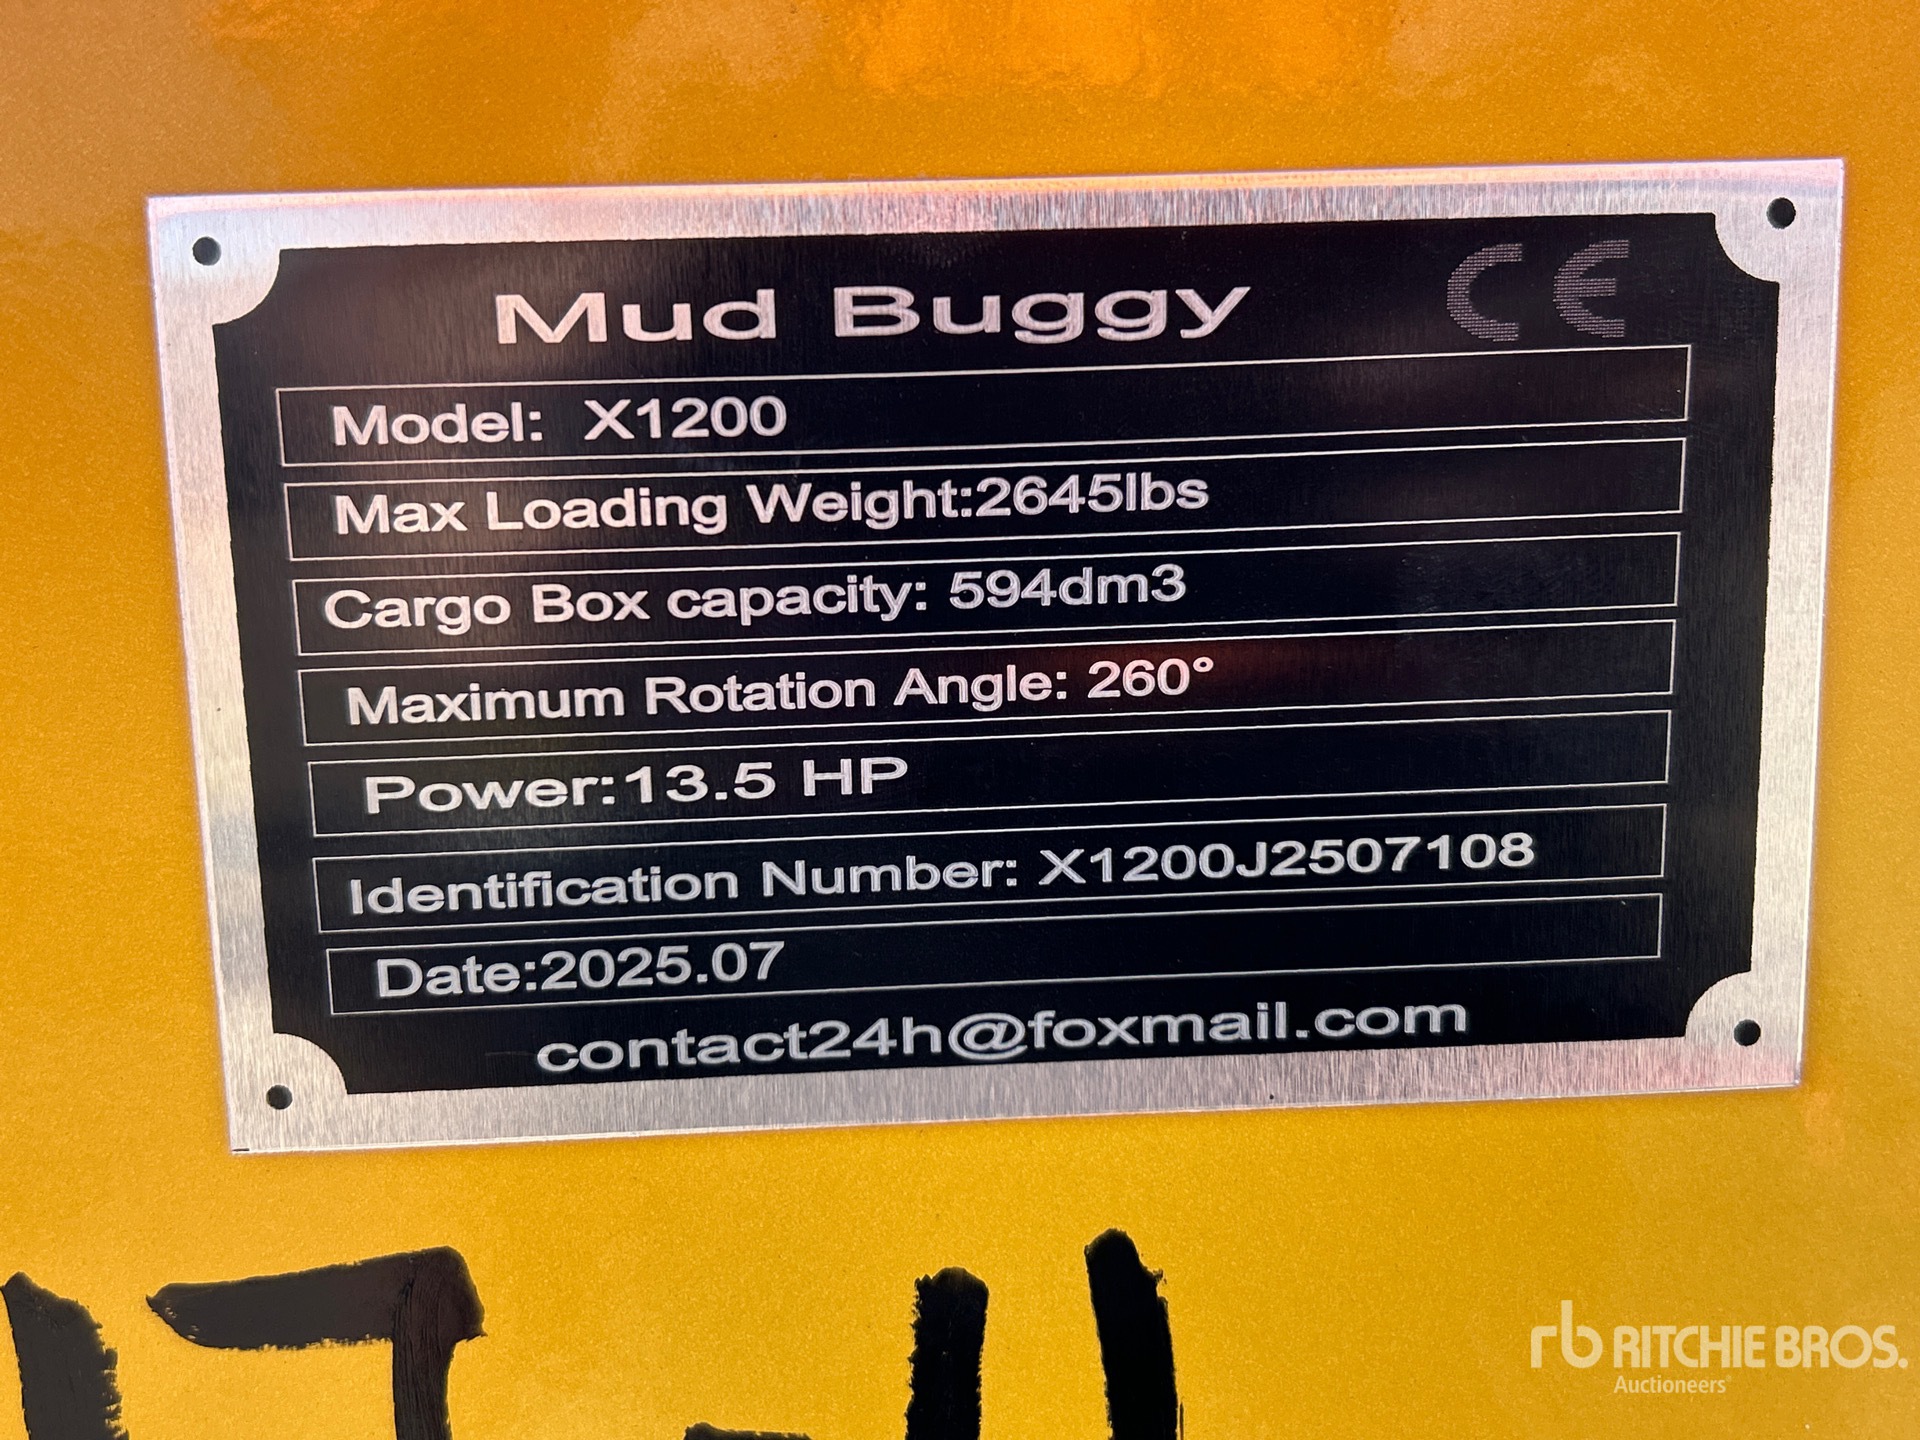 Mud Buggy CE
Model: X1200
Max Loading Weight:2645lbs
Cargo Box capacity: 594dm3
Maximum Rotation Angle: 260°
Power:13.5 HP
Identification Number: X1200J2507108
Date:2025.07
contact24h@foxmail.com
rb RITCHIE BROS.
Auctioneers